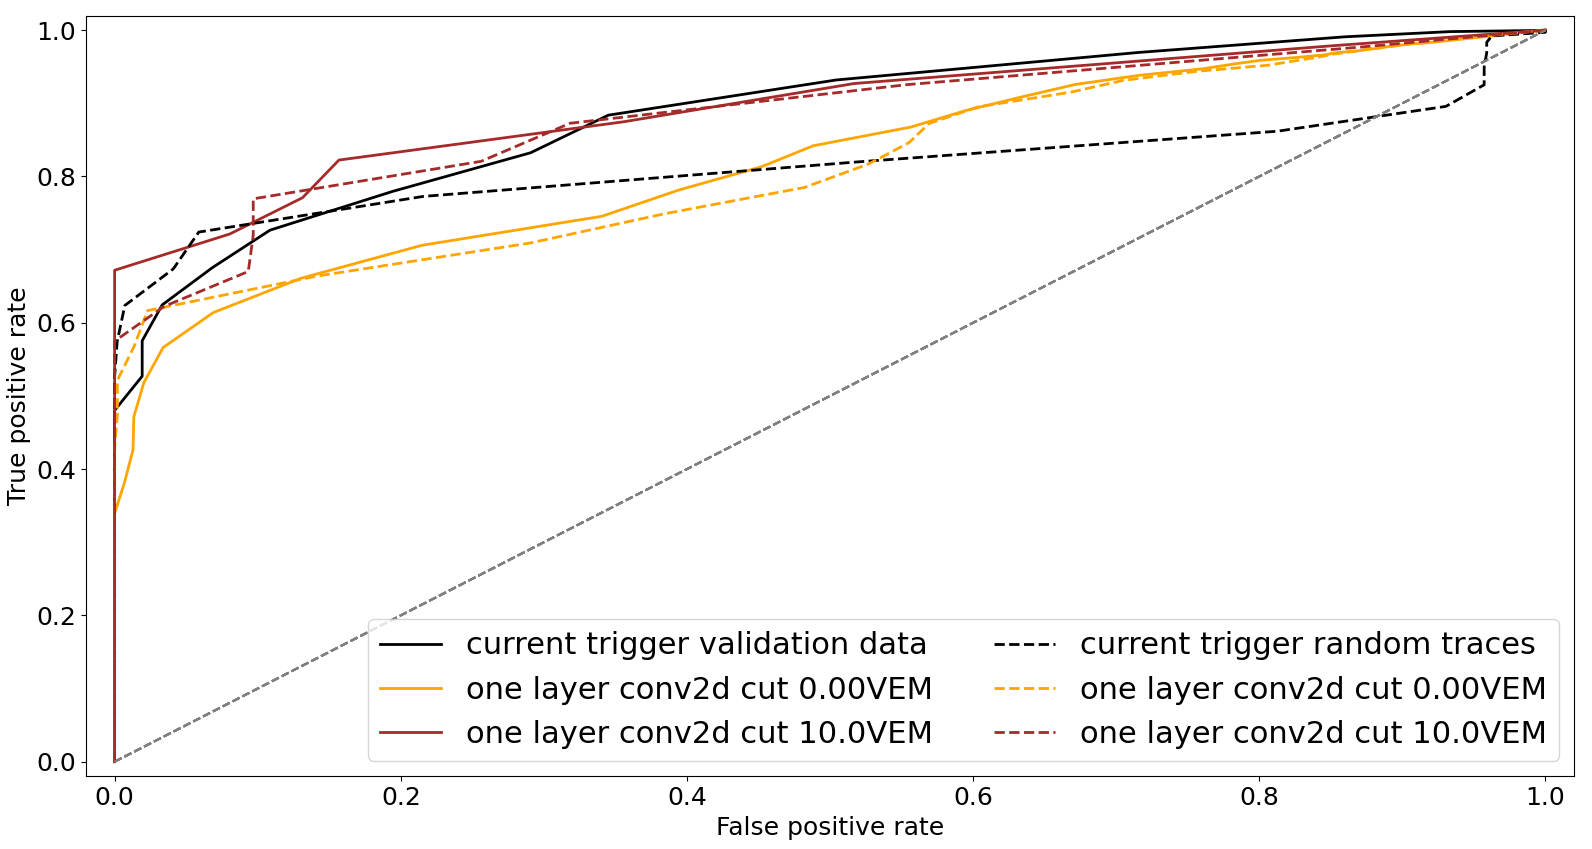 1.0
0.8
0.6
0.4
0.2
0.0
True positive rate
current trigger validation data
one layer conv2d cut 0.00VEM
one layer conv2d cut 10.0VEM
current trigger random traces
one layer conv2d cut 0.00VEM
one layer conv2d cut 10.0VEM
0.0 0.2 0.4 0.6 0.8 1.0
False positive rate